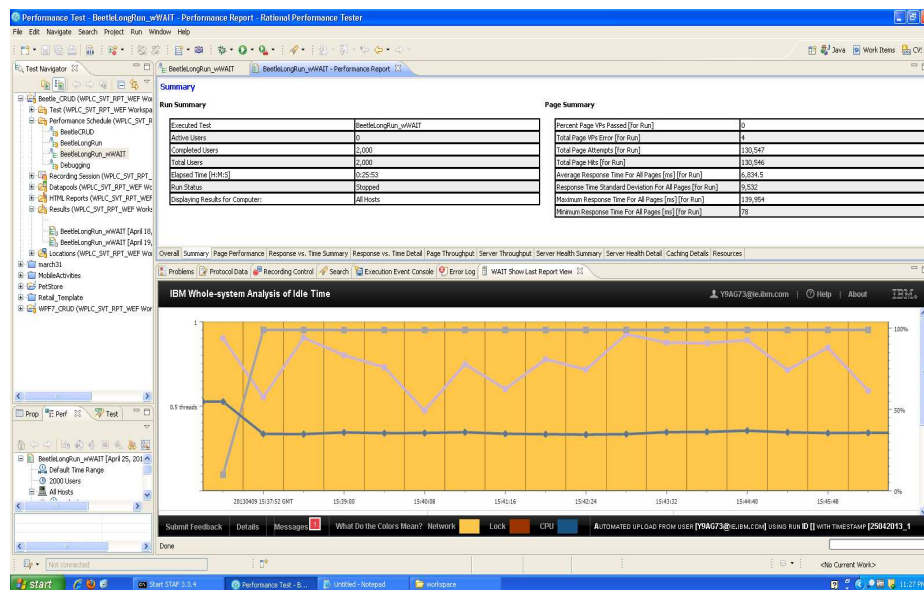 Performance Test - BeetleLongRun_wWAIT - Performance Report - Rational Performance Tester
File Edit Navigate Search Project Run Window Help
Java Work Items CVS
Test Navigator
BeetleLongRun_wWAIT
BeetleLongRun_wWAIT - Performance Report
Beetle_CRUD (WPLC_SVT_RPT_WEF Wor
Test (WPLC_SVT_RPT_WEF Workspa
Performance Schedule (WPLC_SVT_R
BeetleCRUD
BeetleLongRun
BeetleLongRun_wWAIT
Debugging
Recording Session (WPLC_SVT_RPT_
Datapools (WPLC_SVT_RPT_WEF Wc
HTML Reports (WPLC_SVT_RPT_WEF
Results (WPLC_SVT_RPT_WEF Works
BeetleLongRun_wWAIT [April 18,
BeetleLongRun_wWAIT [April 19,
Locations (WPLC_SVT_RPT_WEF Wor
march31
MobileActivities
PetStore
Retail_Template
WPF7_CRUD (WPLC_SVT_RPT_WEF Wor
Summary
Run Summary
Executed Test BeetleLongRun_wWAIT
Active Users 0
Completed Users 2,000
Total Users 2,000
Elapsed Time [H:M:S] 0:25:53
Run Status Stopped
Displaying Results for Computer: All Hosts
Page Summary
Percent Page VPs Passed [for Run] 0
Total Page VPs Error [for Run] 4
Total Page Attempts [for Run] 130,547
Total Page Hits [for Run] 130,546
Average Response Time For All Pages [ms] [for Run] 6,834.5
Response Time Standard Deviation For All Pages [for Run] 9,532
Maximum Response Time For All Pages [ms] [for Run] 139,954
Minimum Response Time For All Pages [ms] [for Run] 78
Overall Summary Page Performance Response vs. Time Summary Response vs. Time Detail Page Throughput Server Throughput Server Health Summary Server Health Detail Caching Details Resources
Problems Protocol Data Recording Control Search Execution Event Console Error Log WAIT Show Last Report View
IBM Whole-system Analysis of Idle Time
Y9AG73@ie.ibm.com | Help | About IBM
1
0.5 threads
100%
50%
0%
20130409 15:37:52 GMT 15:39:00 15:40:08 15:41:16 15:42:24 15:43:32 15:44:40 15:45:48
Submit Feedback Details Messages 1 What Do the Colors Mean? Network Lock CPU AUTOMATED UPLOAD FROM USER [Y9AG73@IE.IBM.COM] USING RUN ID [] WITH TIMESTAMP [25042013_1
Done
Prop Perf Test
BeetleLongRun_wWAIT [April 25, 201
Default Time Range
2000 Users
All Hosts
Not connected
<No Current Work>
start Start STAF 3.3.4 Performance Test - B... Untitled - Notepad workspace 11:27 PM